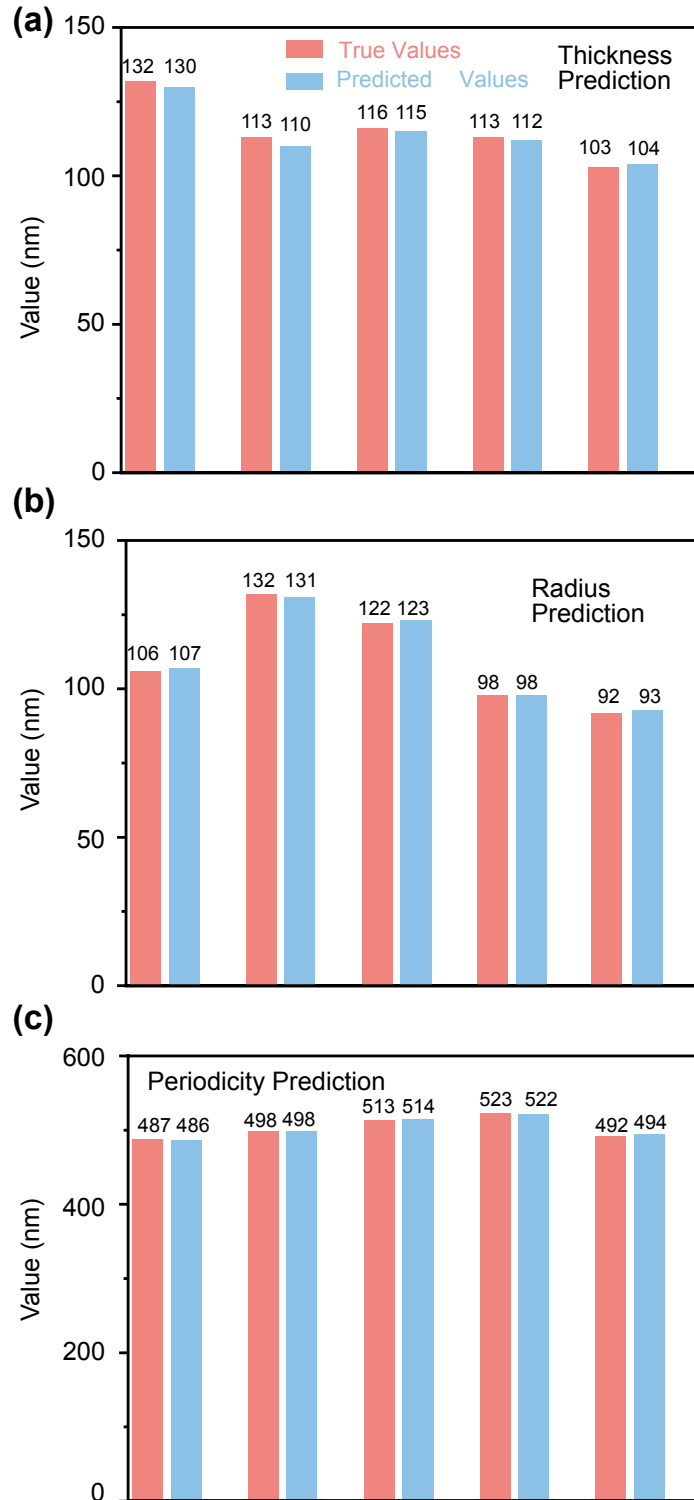 (a)
150
True Values
Predicted Values
Thickness
Prediction
132 130
113 110
116 115
113 112
103 104
100
50
0
Value (nm)
(b)
150
Radius
Prediction
106 107
132 131
122 123
98 98
92 93
100
50
0
Value (nm)
(c)
600
Periodicity Prediction
487 486
498 498
513 514
523 522
492 494
400
200
0
Value (nm)